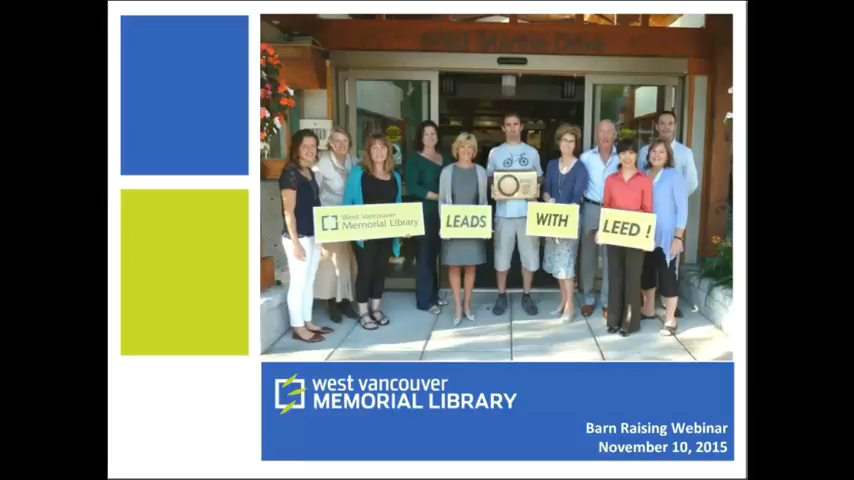 West Vancouver
Memorial Library
LEADS
WITH
LEED !
west vancouver
MEMORIAL LIBRARY
Barn Raising Webinar
November 10, 2015